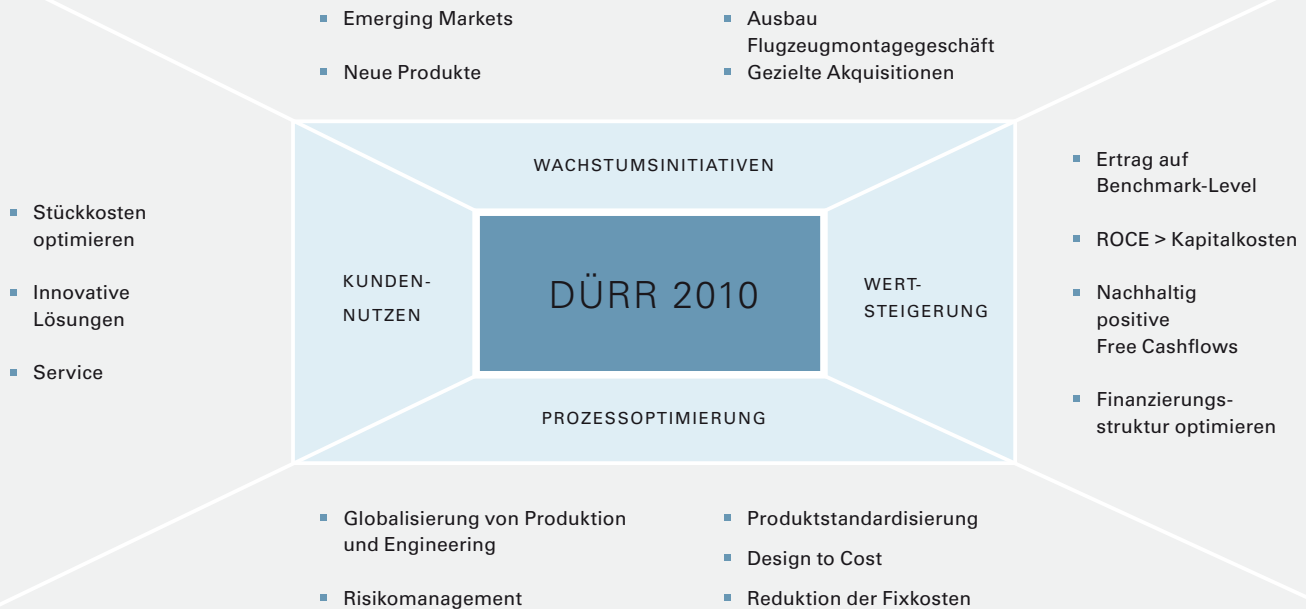 Emerging Markets
Neue Produkte
Ausbau
Flugzeugmontagegeschäft
Gezielte Akquisitionen
WACHSTUMSINITIATIVEN
Stückkosten
optimieren
Innovative
Lösungen
Service
KUNDEN-
NUTZEN
DÜRR 2010
WERT-
STEIGERUNG
Ertrag auf
Benchmark-Level
ROCE > Kapitalkosten
Nachhaltig
positive
Free Cashflows
Finanzierungs-
struktur optimieren
PROZESSOPTIMIERUNG
Globalisierung von Produktion
und Engineering
Risikomanagement
Produktstandardisierung
Design to Cost
Reduktion der Fixkosten